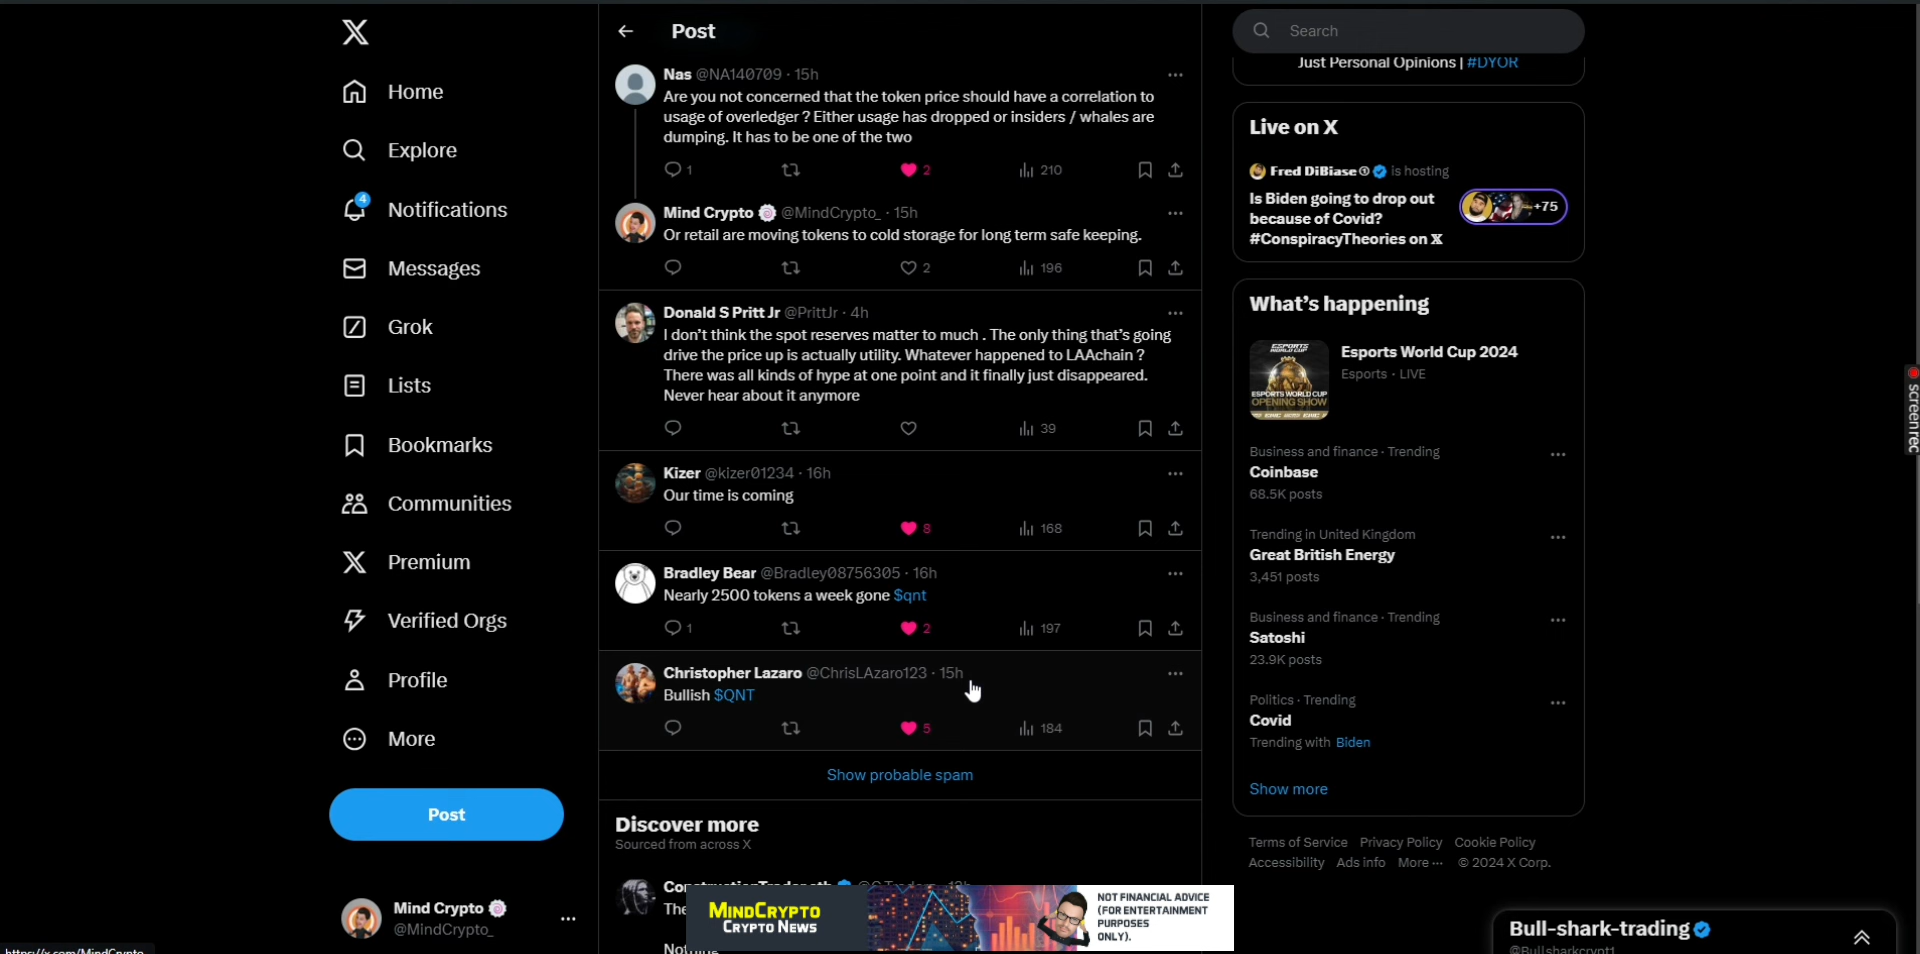 Home
Explore
4
Notifications
Messages
Grok
Lists
Bookmarks
Communities
Premium
Verified Orgs
Profile
More
Post
Mind Crypto
@MindCrypto_
Post
Nas @NA140709 · 15h
Are you not concerned that the token price should have a correlation to
usage of overledger ? Either usage has dropped or insiders / whales are
dumping. It has to be one of the two
1 2 210
Mind Crypto @MindCrypto_ · 15h
Or retail are moving tokens to cold storage for long term safe keeping.
2 196
Donald S Pritt Jr @PrittJr · 4h
I don't think the spot reserves matter to much . The only thing that's going
drive the price up is actually utility. Whatever happened to LAAchain ?
There was all kinds of hype at one point and it finally just disappeared.
Never hear about it anymore
39
Kizer @kizer01234 · 16h
Our time is coming
8 168
Bradley Bear @Bradley08756305 · 16h
Nearly 2500 tokens a week gone $qnt
1 2 197
Christopher Lazaro @ChrisLAzaro123 · 15h
Bullish $QNT
5 184
Show probable spam
Discover more
Sourced from across X
MINDCRYPTO
CRYPTO NEWS
NOT FINANCIAL ADVICE
(FOR ENTERTAINMENT
PURPOSES
ONLY).
Search
Just Personal Opinions | #DYOR
Live on X
Fred DiBiase is hosting
Is Biden going to drop out
because of Covid?
#ConspiracyTheories on X
+75
What's happening
ESPORTS
WORLD CUP
ESPORTS WORLD CUP
OPENING SHOW
Esports World Cup 2024
Esports · LIVE
Business and finance · Trending
Coinbase
68.5K posts
Trending in United Kingdom
Great British Energy
3,451 posts
Business and finance · Trending
Satoshi
23.9K posts
Politics · Trending
Covid
Trending with Biden
Show more
Terms of Service Privacy Policy Cookie Policy
Accessibility Ads info More ··· © 2024 X Corp.
Bull-shark-trading
screen rec